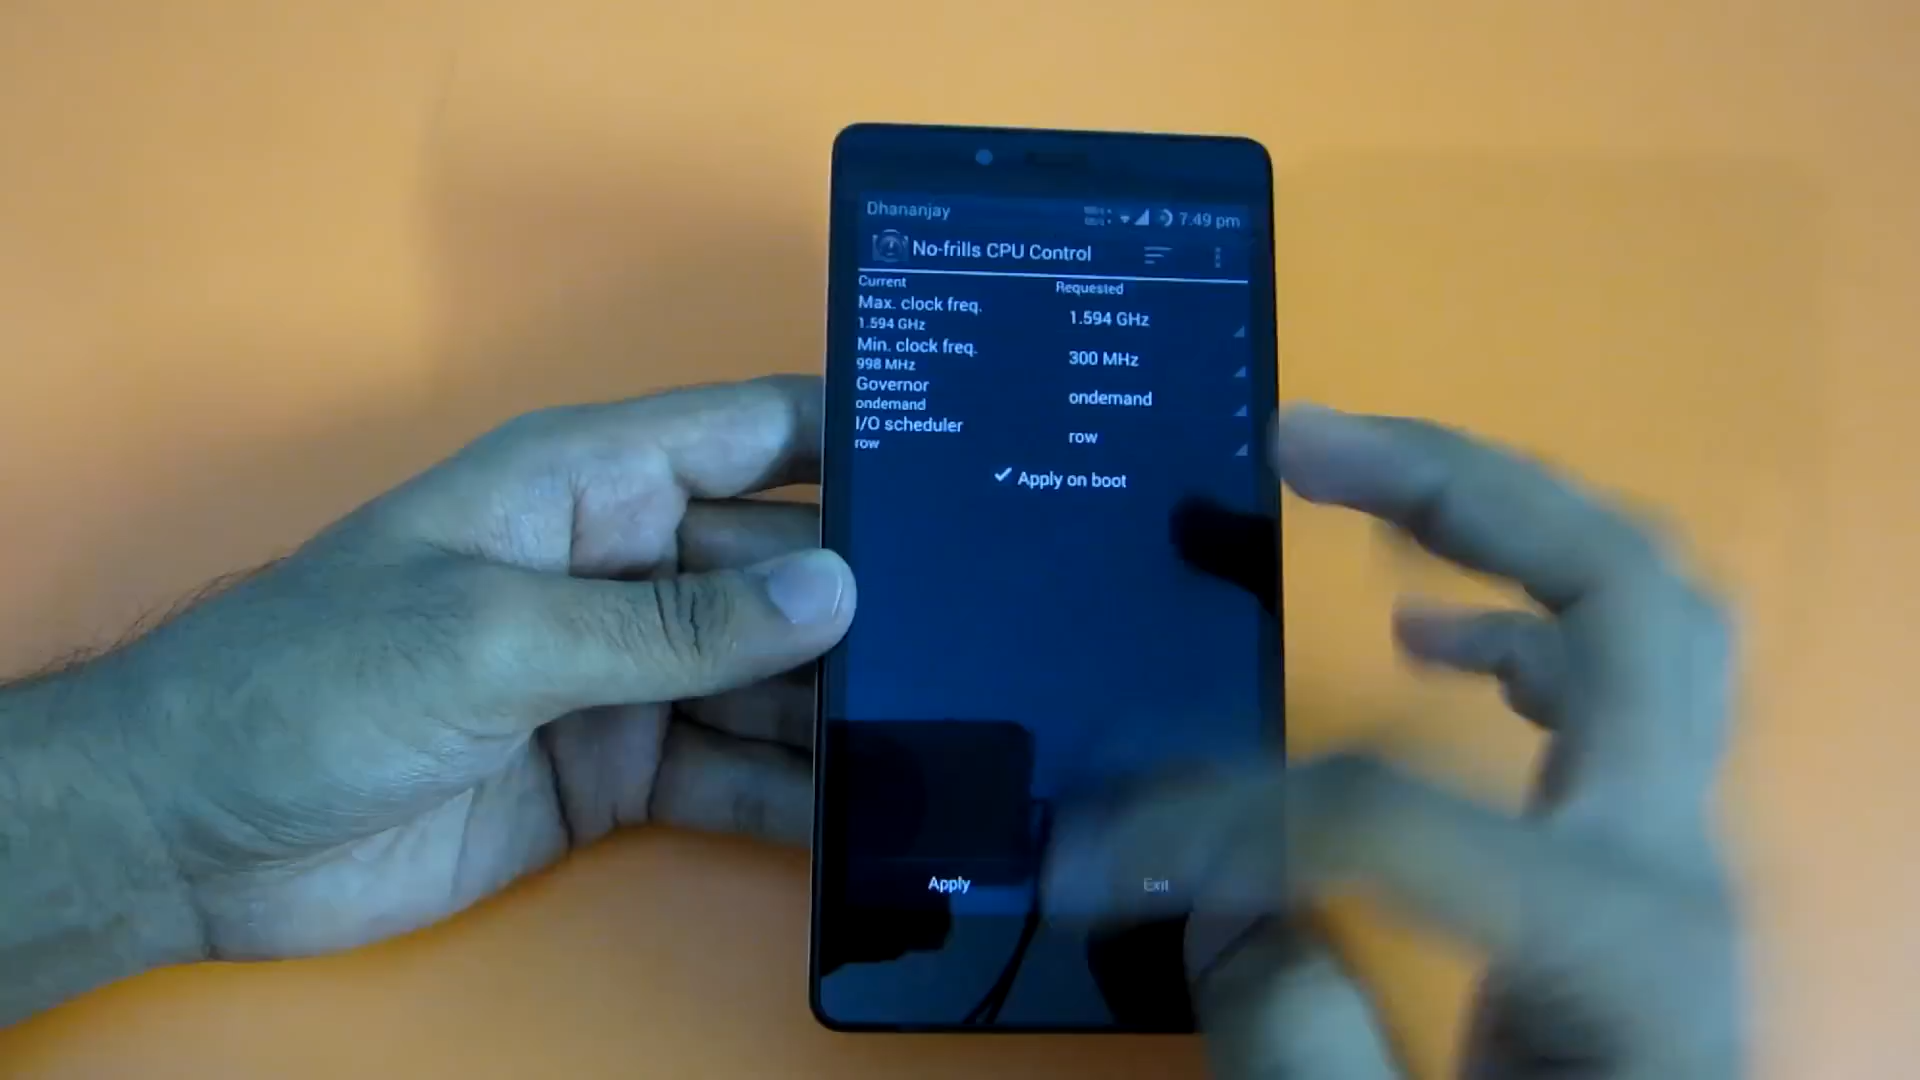 Dhananjay 7.49 pm
No-frills CPU Control
Current Requested
Max. clock freq.
1.594 GHz
1.594 GHz
Min. clock freq.
998 MHz
300 MHz
Governor
ondemand
ondemand
I/O scheduler
row
row
Apply on boot
Apply Exit